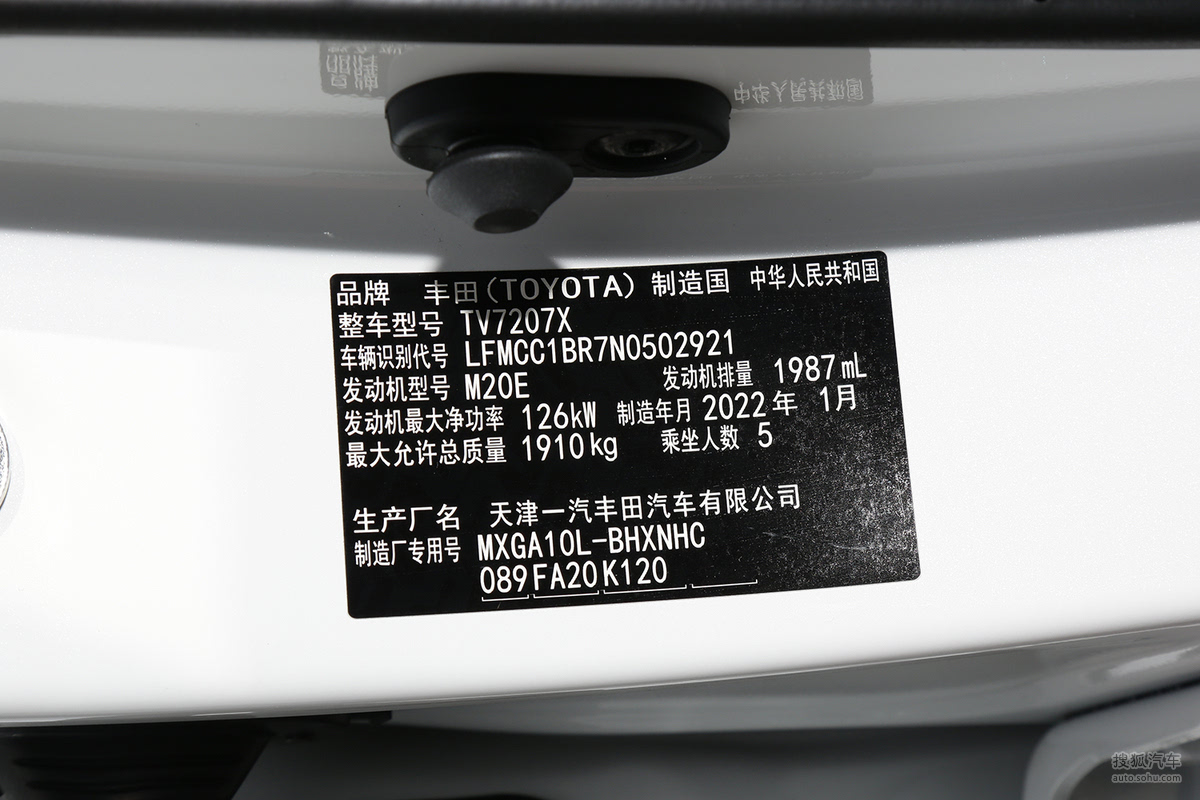 品牌 丰田(TOYOTA) 制造国 中华人民共和国
整车型号 TV7207X
车辆识别代号 LFMCC1BR7N0502921
发动机型号 M20E 发动机排量 1987mL
发动机最大净功率 126kW 制造年月 2022年 1月
最大允许总质量 1910kg 乘坐人数 5
生产厂名 天津一汽丰田汽车有限公司
制造厂专用号 MXGA10L-BHXNHC
089FA20K120
搜狐汽车
auto.sohu.com